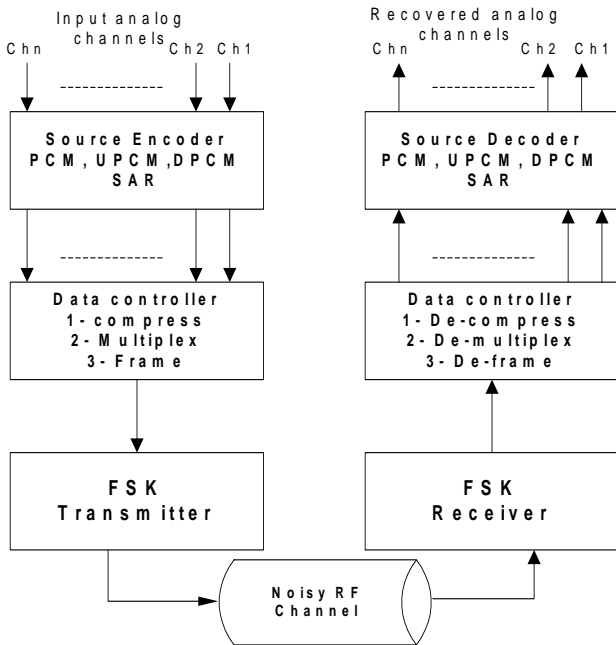 Input analog
channels
Chn Ch2 Ch1
Source Encoder
PCM, UPCM,DPCM
SAR
Data controller
1- compress
2- Multiplex
3- Frame
FSK
Transmitter
Noisy RF
Channel
Recovered analog
channels
Chn Ch2 Ch1
Source Decoder
PCM, UPCM, DPCM
SAR
Data controller
1- De-compress
2- De-multiplex
3- De-frame
FSK
Receiver